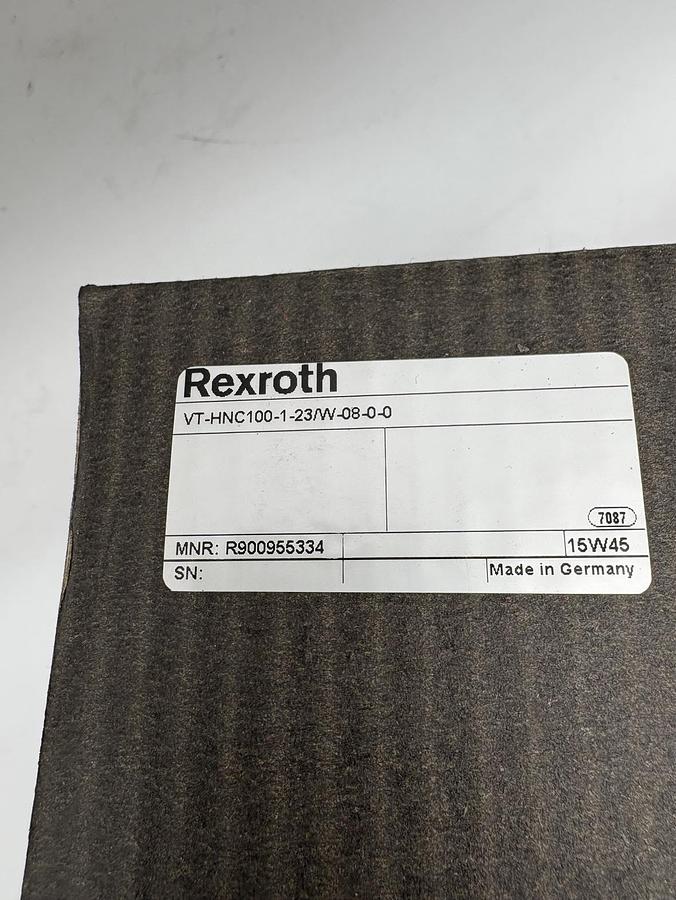 Rexroth
VT-HNC100-1-23/W-08-0-0
7087
MNR: R900955334
15W45
SN:
Made in Germany